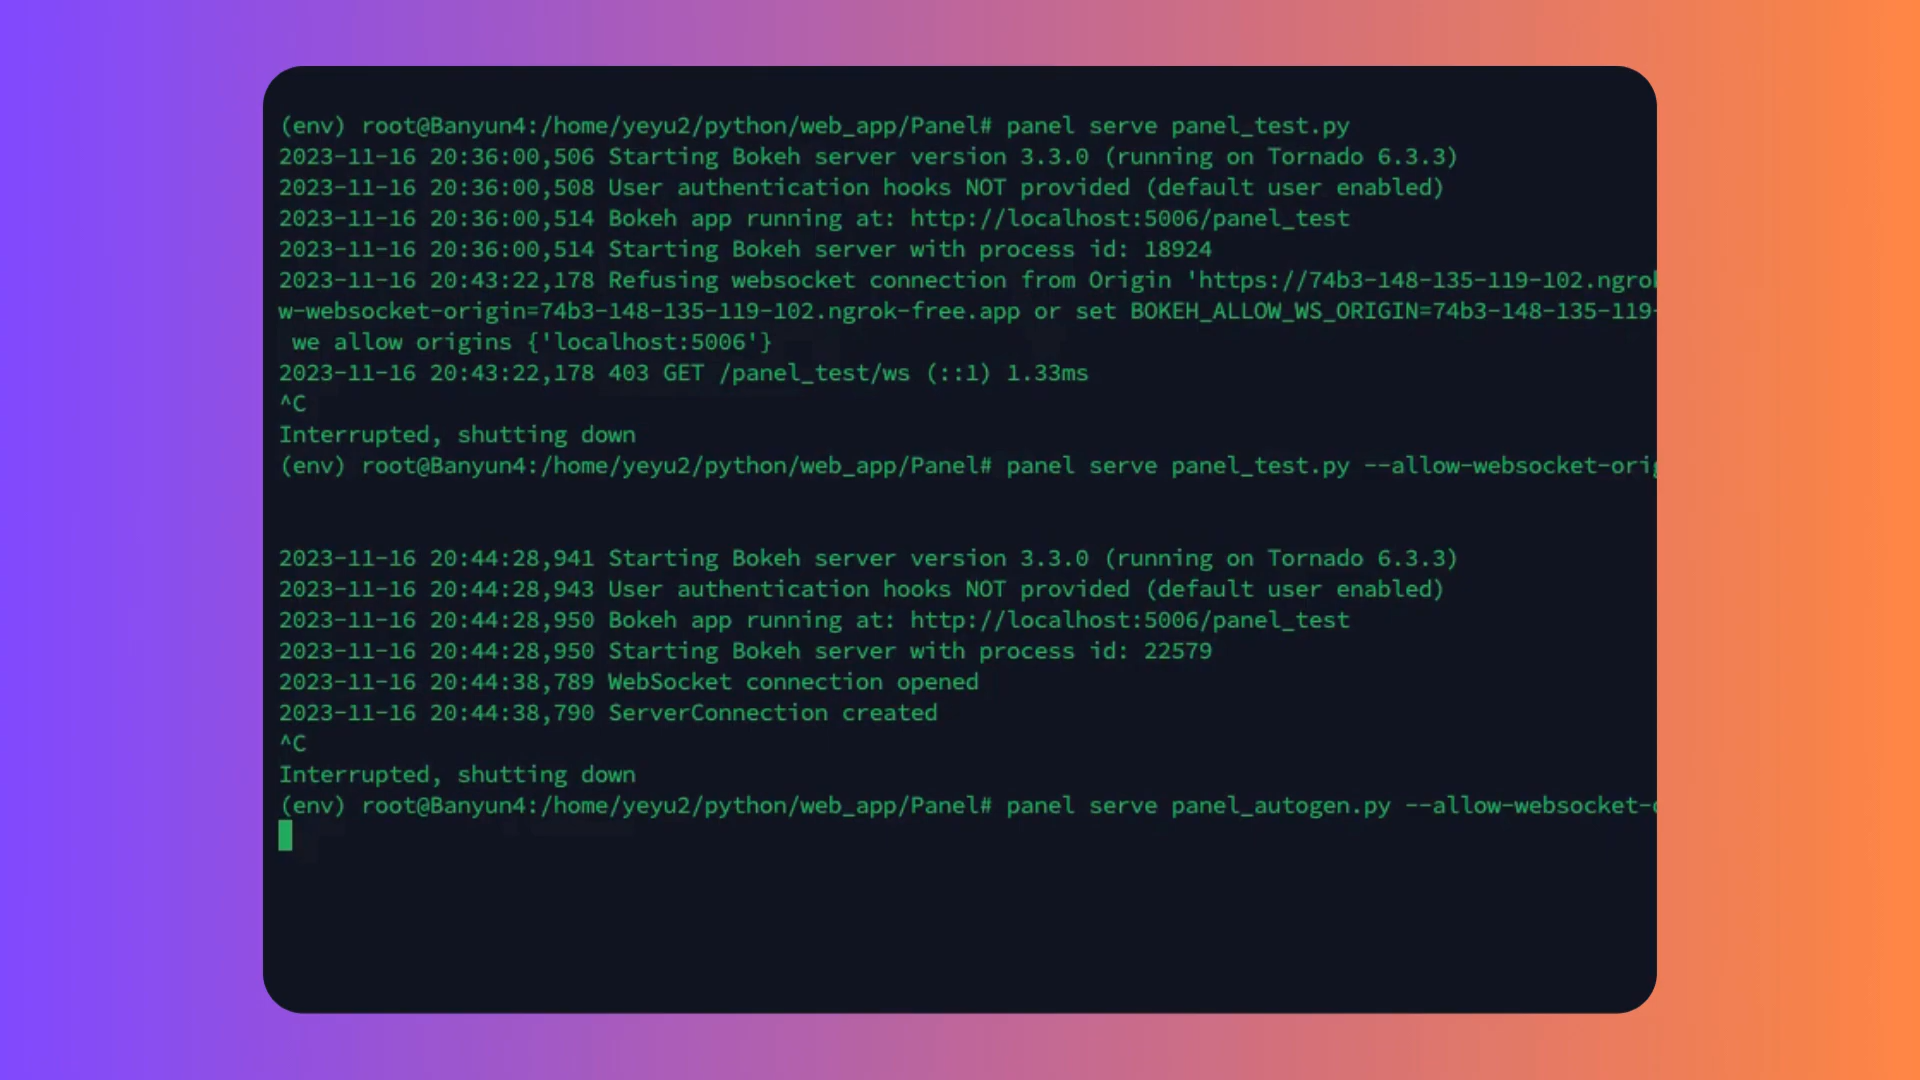 (env) root@Banyun4:/home/yeyu2/python/web_app/Panel# panel serve panel_test.py
2023-11-16 20:36:00,506 Starting Bokeh server version 3.3.0 (running on Tornado 6.3.3)
2023-11-16 20:36:00,508 User authentication hooks NOT provided (default user enabled)
2023-11-16 20:36:00,514 Bokeh app running at: http://localhost:5006/panel_test
2023-11-16 20:36:00,514 Starting Bokeh server with process id: 18924
2023-11-16 20:43:22,178 Refusing websocket connection from Origin 'https://74b3-148-135-119-102.ngrok
w-websocket-origin=74b3-148-135-119-102.ngrok-free.app or set BOKEH_ALLOW_WS_ORIGIN=74b3-148-135-119-
we allow origins {'localhost:5006'}
2023-11-16 20:43:22,178 403 GET /panel_test/ws (::1) 1.33ms
^C
Interrupted, shutting down
(env) root@Banyun4:/home/yeyu2/python/web_app/Panel# panel serve panel_test.py --allow-websocket-orig
2023-11-16 20:44:28,941 Starting Bokeh server version 3.3.0 (running on Tornado 6.3.3)
2023-11-16 20:44:28,943 User authentication hooks NOT provided (default user enabled)
2023-11-16 20:44:28,950 Bokeh app running at: http://localhost:5006/panel_test
2023-11-16 20:44:28,950 Starting Bokeh server with process id: 22579
2023-11-16 20:44:38,789 WebSocket connection opened
2023-11-16 20:44:38,790 ServerConnection created
^C
Interrupted, shutting down
(env) root@Banyun4:/home/yeyu2/python/web_app/Panel# panel serve panel_autogen.py --allow-websocket-